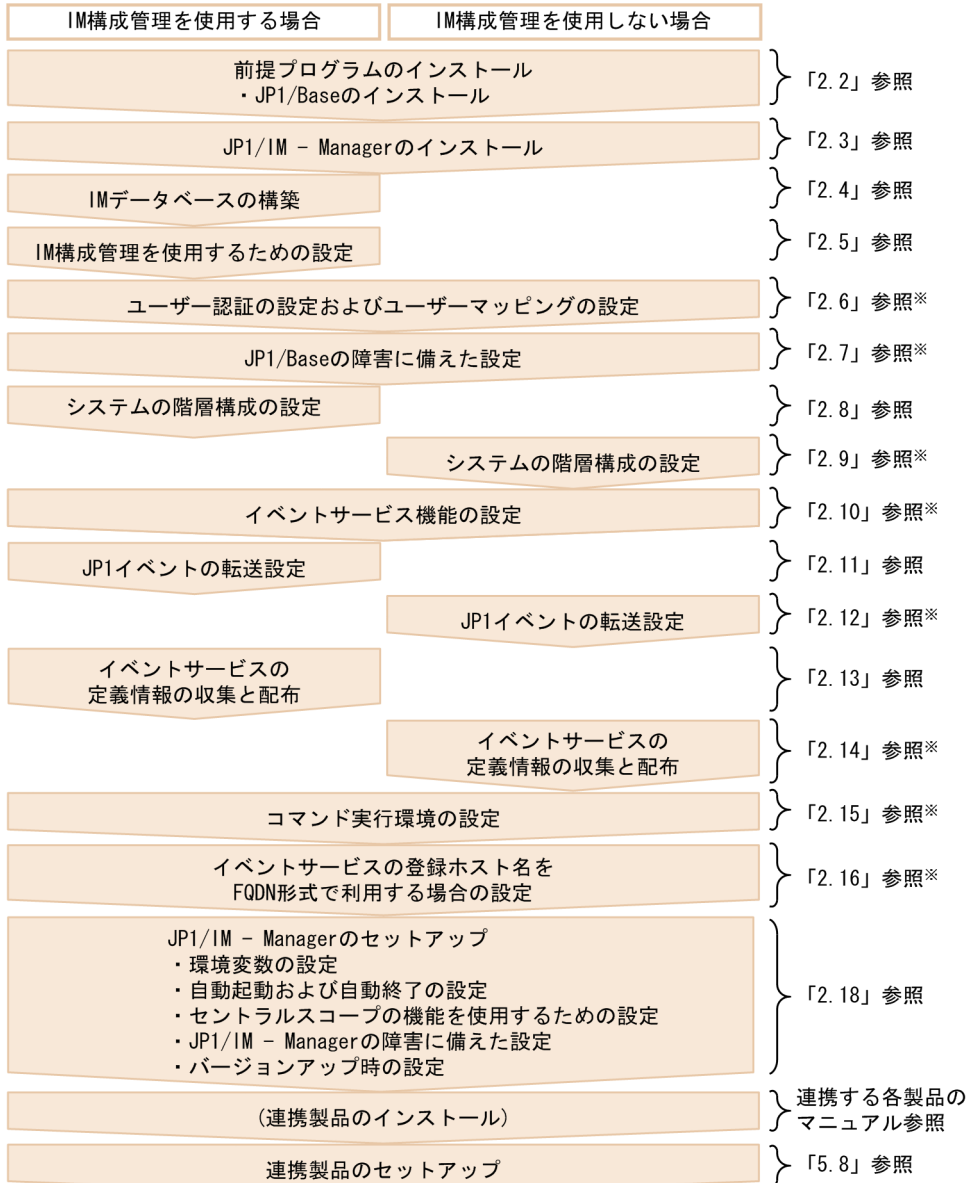 IM構成管理を使用する場合
IM構成管理を使用しない場合
前提プログラムのインストール
・JP1/Baseのインストール
「2.2」参照
JP1/IM - Managerのインストール
「2.3」参照
IMデータベースの構築
「2.4」参照
IM構成管理を使用するための設定
「2.5」参照
ユーザー認証の設定およびユーザーマッピングの設定
「2.6」参照※
JP1/Baseの障害に備えた設定
「2.7」参照※
システムの階層構成の設定
「2.8」参照
システムの階層構成の設定
「2.9」参照※
イベントサービス機能の設定
「2.10」参照※
JP1イベントの転送設定
「2.11」参照
JP1イベントの転送設定
「2.12」参照※
イベントサービスの
定義情報の収集と配布
「2.13」参照
イベントサービスの
定義情報の収集と配布
「2.14」参照※
コマンド実行環境の設定
「2.15」参照※
イベントサービスの登録ホスト名を
FQDN形式で利用する場合の設定
「2.16」参照※
JP1/IM - Managerのセットアップ
・環境変数の設定
・自動起動および自動終了の設定
・セントラルスコープの機能を使用するための設定
・JP1/IM - Managerの障害に備えた設定
・バージョンアップ時の設定
「2.18」参照
(連携製品のインストール)
連携する各製品の
マニュアル参照
連携製品のセットアップ
「5.8」参照